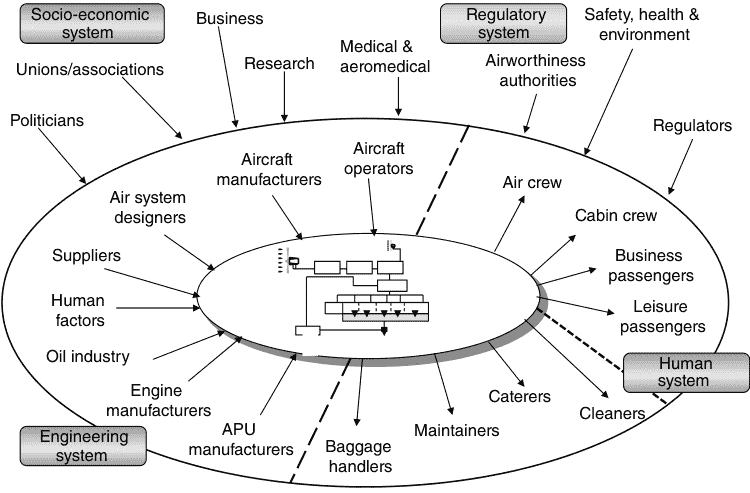 Socio-economic
system
Business
Regulatory
system
Safety, health &
environment
Unions/associations
Research
Medical &
aeromedical
Airworthiness
authorities
Politicians
Regulators
Aircraft
manufacturers
Aircraft
operators
Air crew
Air system
designers
Cabin crew
Suppliers
Business
passengers
Human
factors
Leisure
passengers
Oil industry
Human
system
Engine
manufacturers
Caterers
Cleaners
Engineering
system
APU
manufacturers
Baggage
handlers
Maintainers